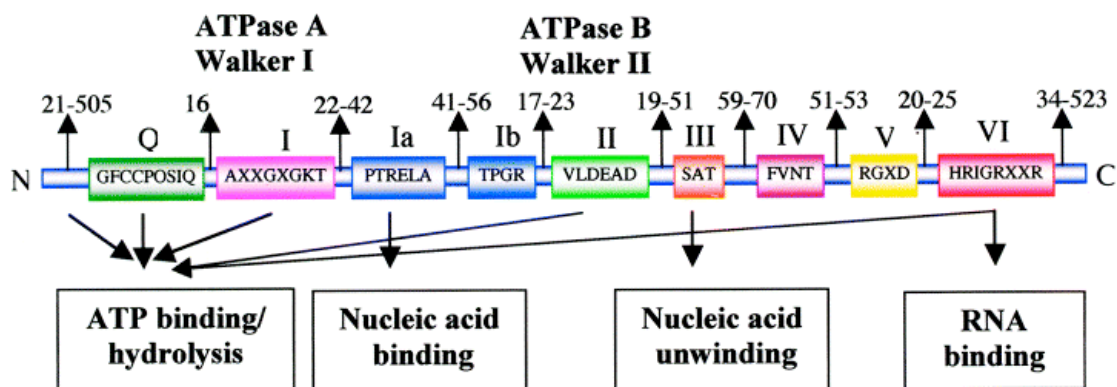 ATPase A
Walker I
ATPase B
Walker II
21-505
16
22-42
41-56
17-23
19-51
59-70
51-53
20-25
34-523
Q
I
Ia
Ib
II
III
IV
V
VI
N
GFCCPOSIQ
AXXGXGKT
PTRELA
TPGR
VLDEAD
SAT
FVNT
RGXD
HRIGRXXR
C
ATP binding/
hydrolysis
Nucleic acid
binding
Nucleic acid
unwinding
RNA
binding